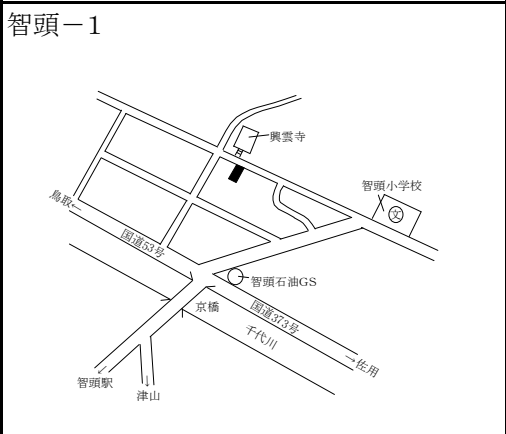 智頭－1
興雲寺
智頭小学校
文
鳥取←
国道53号
智頭石油GS
京橋
国道373号
千代川
→佐用
智頭駅
津山